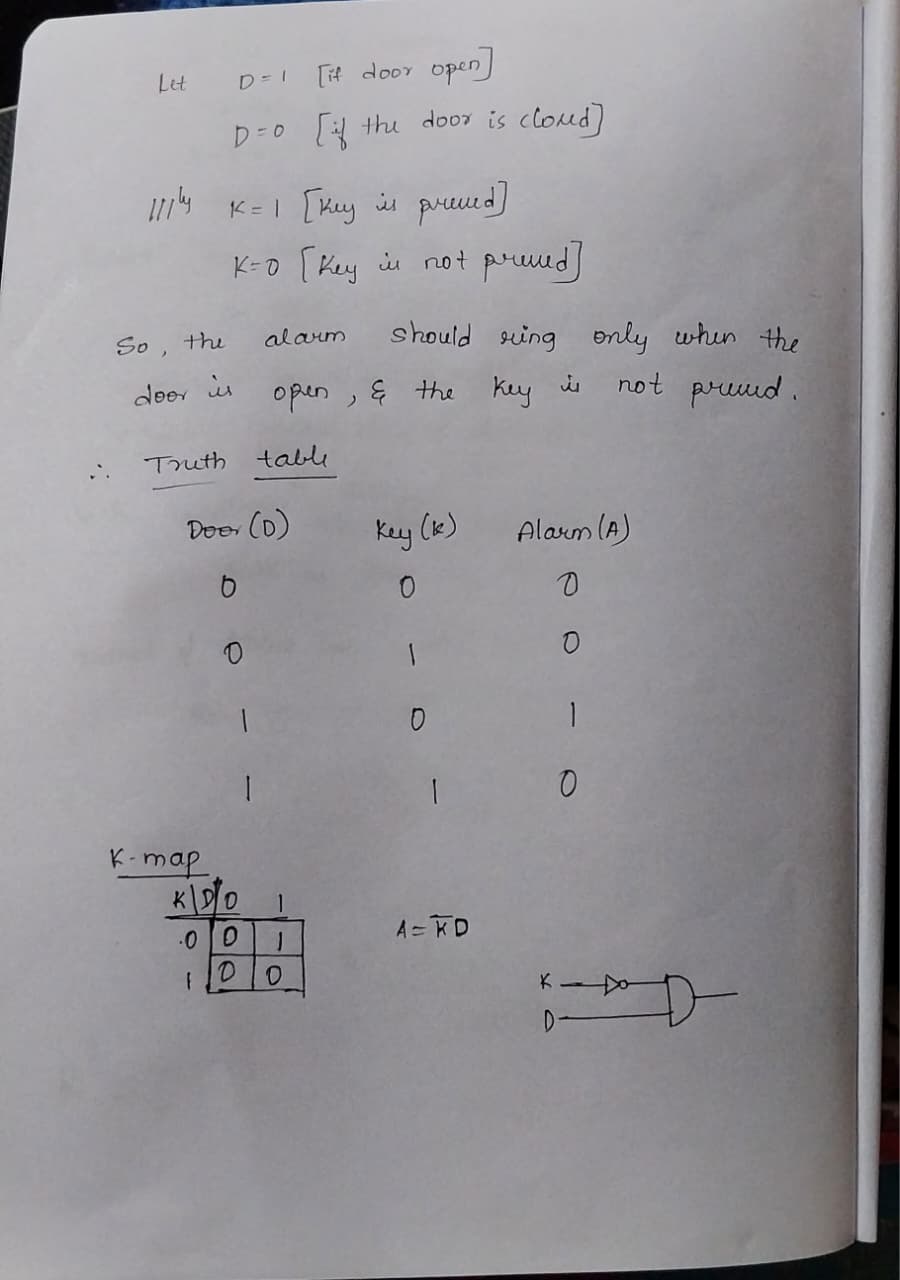 Let D=1 [if door open]
D=0 [if the door is closed]
|||ly K=1 [Key is pressed]
K=0 [Key is not pressed]
So, the alarm should ring only when the
door is open, & the key is not pressed.
∴ Truth table
Door (D) Key (K) Alarm (A)
0 0 0
0 1 0
1 0 1
1 1 0
K-map
K\D 0 1
0 0 1
1 0 0
A = K̅D
K
D